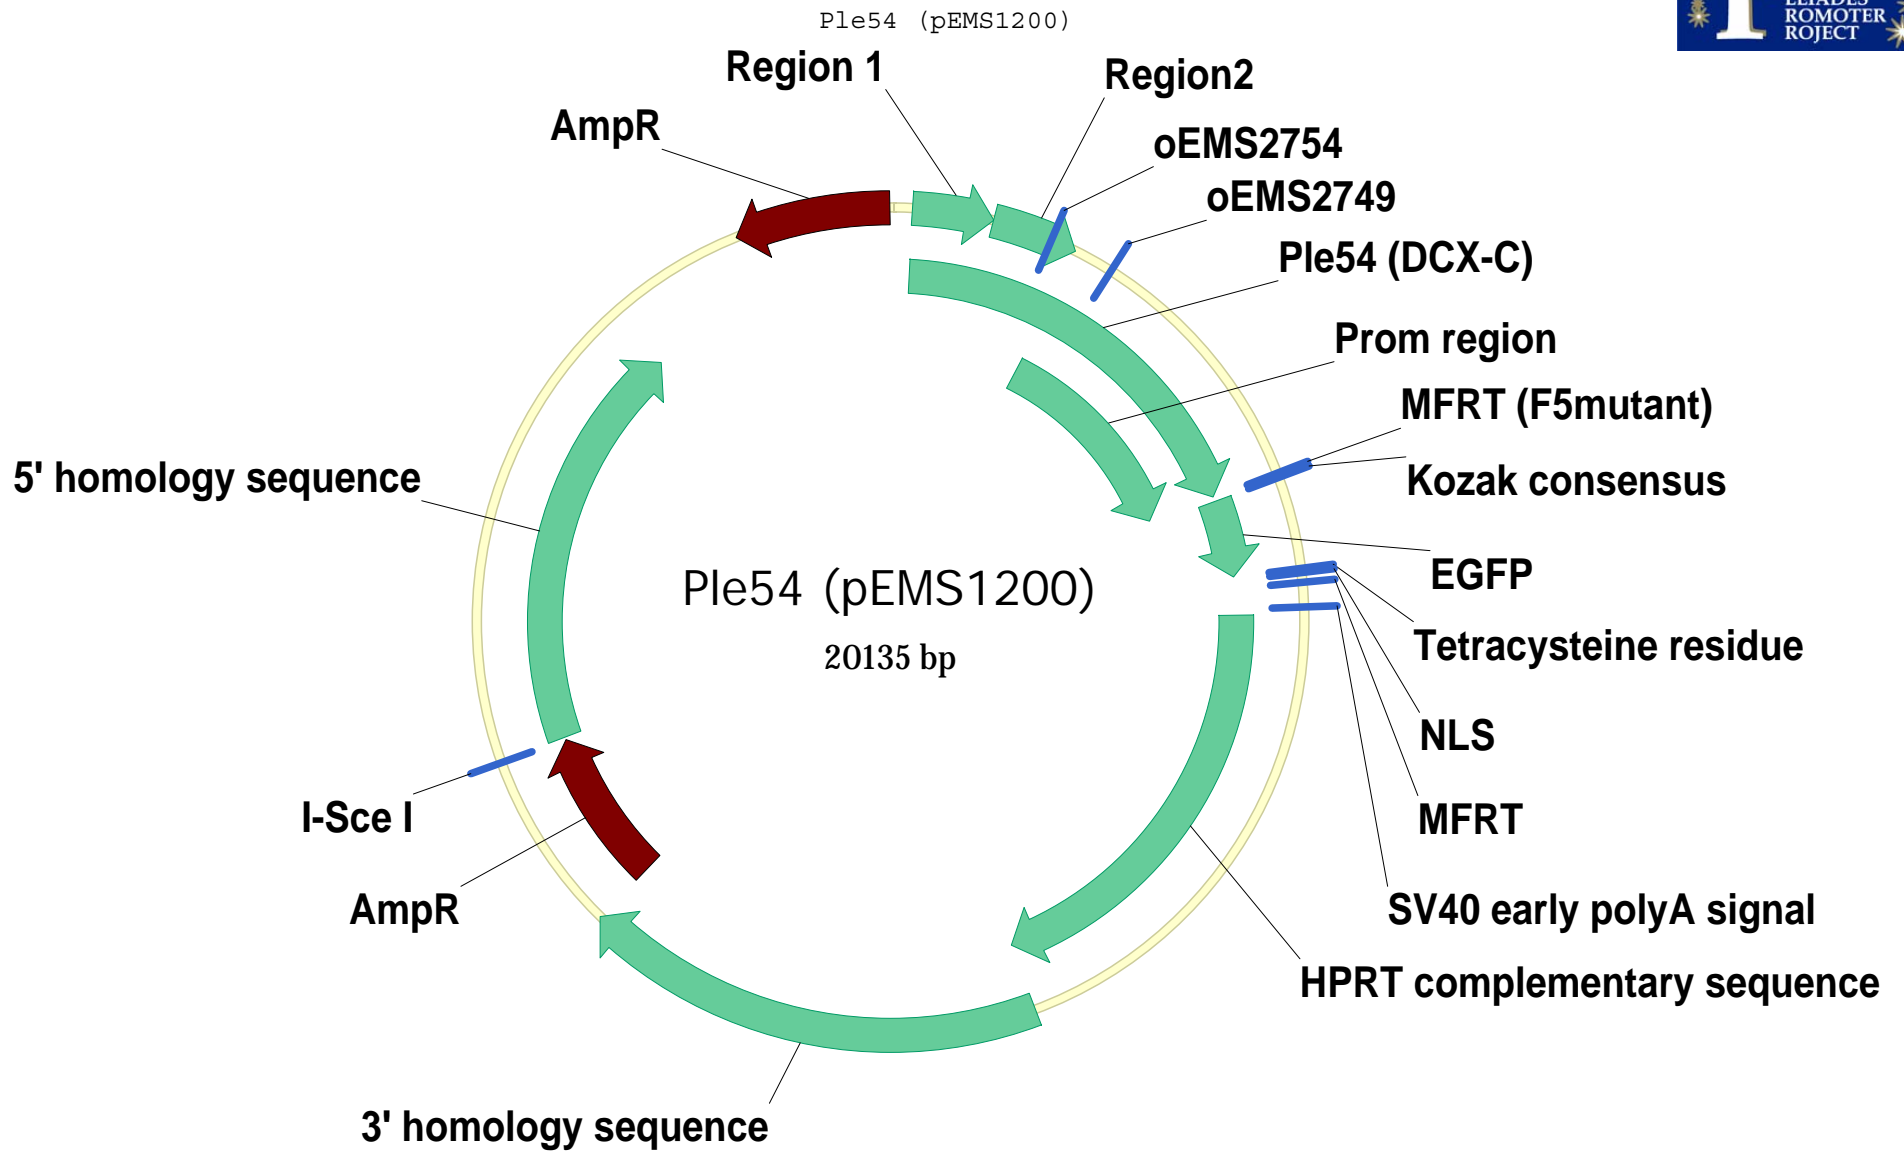 Ple54 (pEMS1200)
ROMOTER
ROJECT
Region 1
Region2
AmpR
oEMS2754
oEMS2749
Ple54 (DCX-C)
Prom region
MFRT (F5mutant)
Kozak consensus
5' homology sequence
EGFP
Ple54 (pEMS1200)
20135 bp
Tetracysteine residue
NLS
I-Sce I
MFRT
AmpR
SV40 early polyA signal
HPRT complementary sequence
3' homology sequence